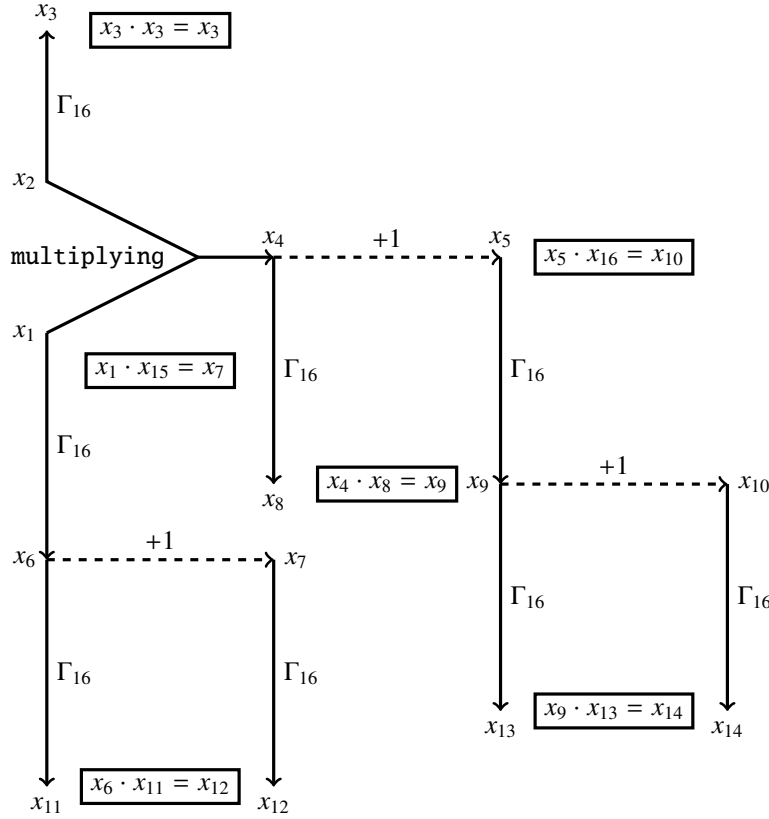 x₃
x₃ · x₃ = x₃
Γ₁₆
x₂
multiplying
x₄
+1
x₅
x₅ · x₁₆ = x₁₀
x₁
x₁ · x₁₅ = x₇
Γ₁₆
Γ₁₆
Γ₁₆
x₈
x₄ · x₈ = x₉
x₉
+1
x₁₀
x₆
+1
x₇
Γ₁₆
Γ₁₆
Γ₁₆
Γ₁₆
x₁₃
x₉ · x₁₃ = x₁₄
x₁₄
x₁₁
x₆ · x₁₁ = x₁₂
x₁₂